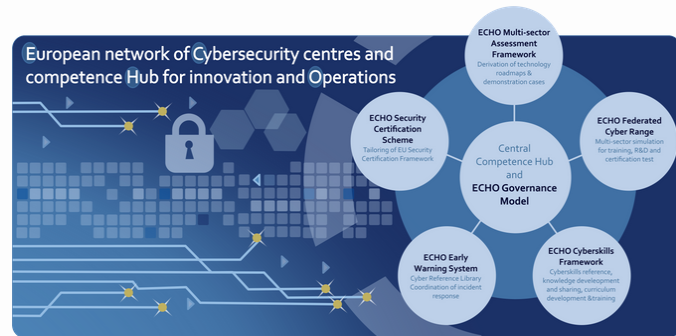 European network of Cybersecurity centres and
competence Hub for innovation and Operations
ECHO Multi-sector
Assessment
Framework
Derivation of technology
roadmaps &
demonstration cases
ECHO Security
Certification
Scheme
Tailoring of EU Security
Certification Framework
ECHO Federated
Cyber Range
Multi-sector simulation
for training, R&D and
certification test
Central
Competence Hub
and
ECHO Governance
Model
ECHO Early
Warning System
Cyber Reference Library
Coordination of incident
response
ECHO Cyberskills
Framework
Cyberskills reference,
knowledge develeopment
and sharing, curriculum
development &training